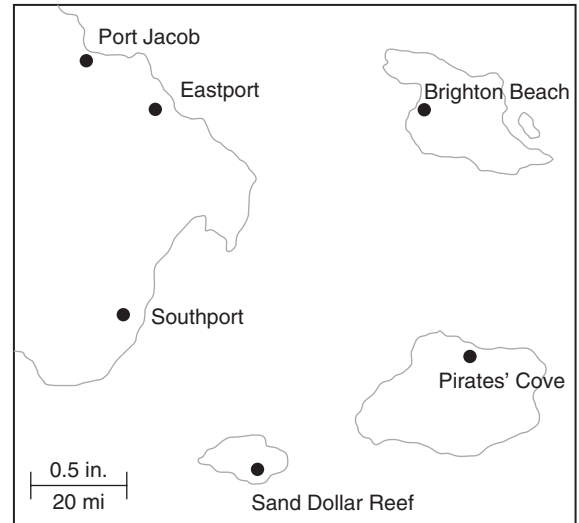 Port Jacob
Eastport
Brighton Beach
Southport
Pirates' Cove
0.5 in.
20 mi
Sand Dollar Reef